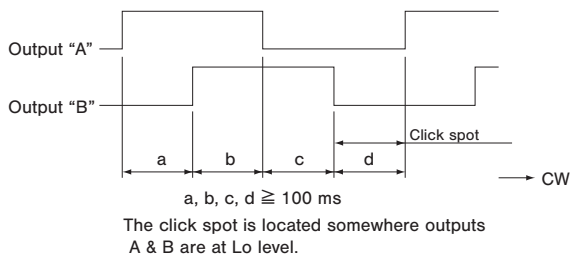 Output “A”
Output “B”
Click spot
a b c d
CW
a, b, c, d ≧ 100 ms
The click spot is located somewhere outputs
A & B are at Lo level.